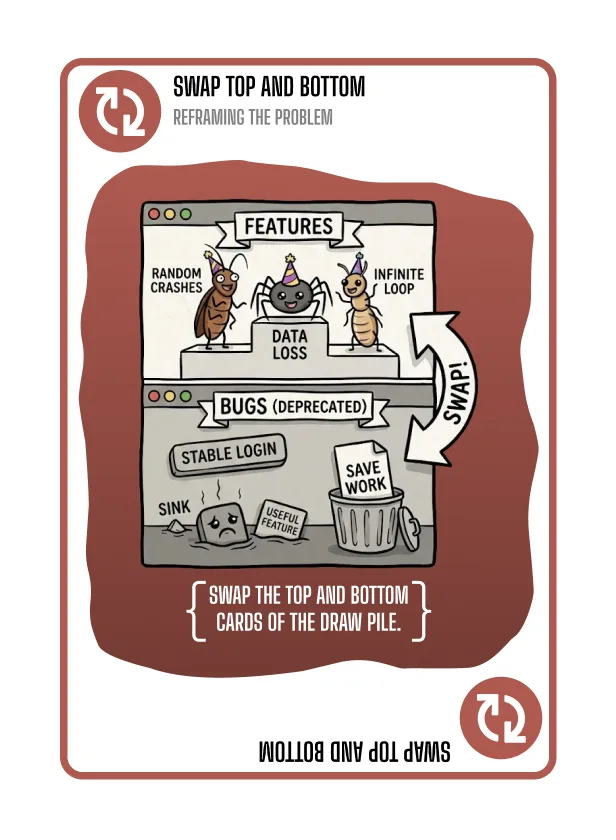 SWAP TOP AND BOTTOM
REFRAMING THE PROBLEM
FEATURES
RANDOM
CRASHES
INFINITE
LOOP
DATA
LOSS
SWAP!
BUGS (DEPRECATED)
STABLE LOGIN
SAVE
WORK
SINK
USEFUL
FEATURE
SWAP THE TOP AND BOTTOM
CARDS OF THE DRAW PILE.
SWAP TOP AND BOTTOM